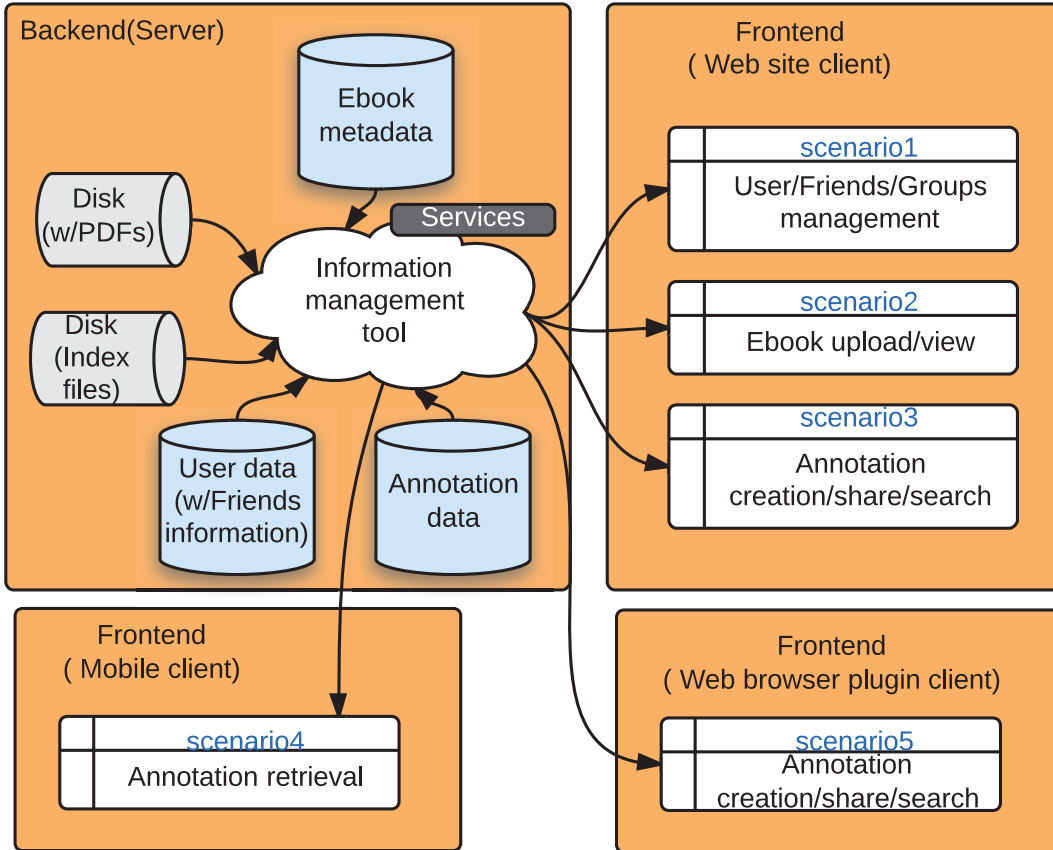 Backend(Server)
Ebook
metadata
Disk
(w/PDFs)
Services
Information
management
tool
Disk
(Index
files)
User data
(w/Friends
information)
Annotation
data
Frontend
( Web site client)
scenario1
User/Friends/Groups
management
scenario2
Ebook upload/view
scenario3
Annotation
creation/share/search
Frontend
( Mobile client)
scenario4
Annotation retrieval
Frontend
( Web browser plugin client)
scenario5
Annotation
creation/share/search